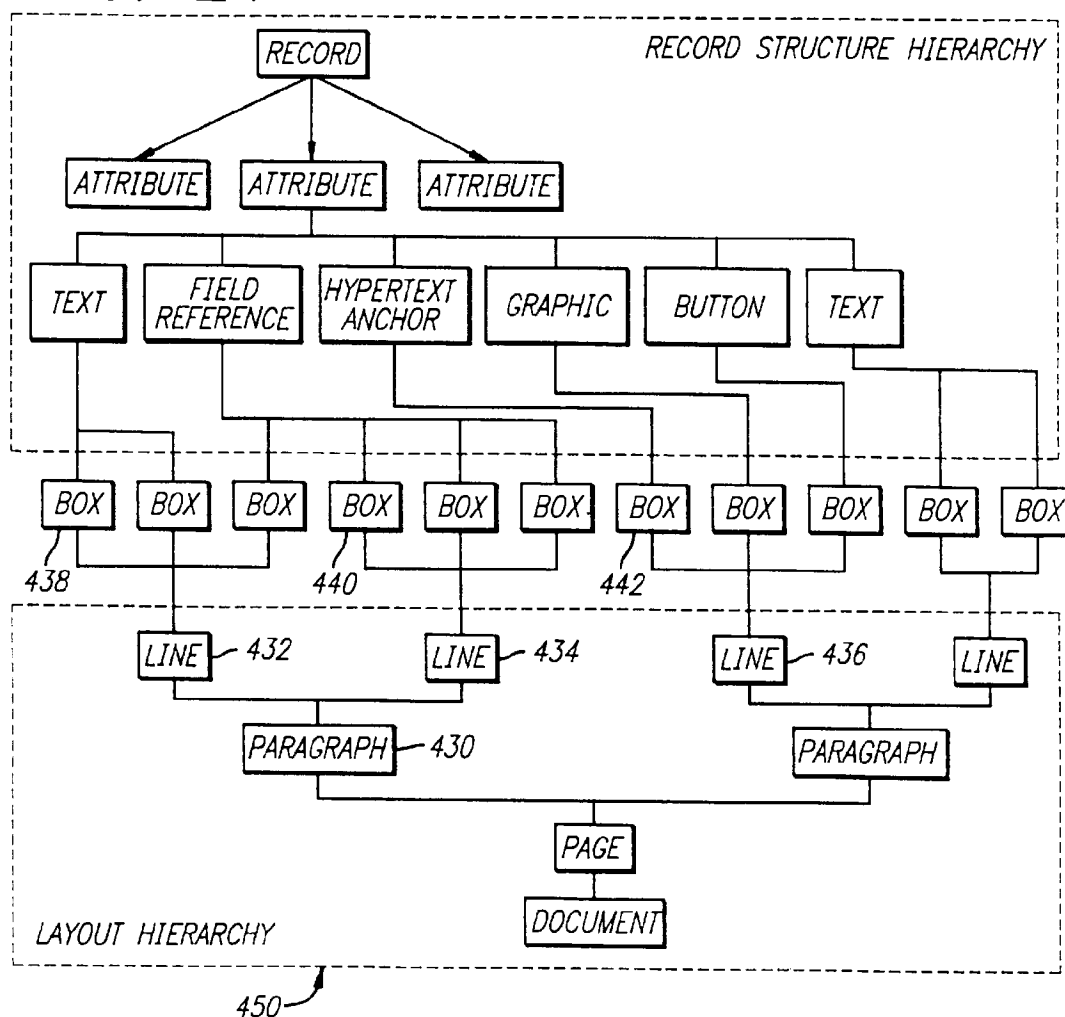 RECORD
RECORD STRUCTURE HIERARCHY
ATTRIBUTE
ATTRIBUTE
ATTRIBUTE
TEXT
FIELD
REFERENCE
HYPERTEXT
ANCHOR
GRAPHIC
BUTTON
TEXT
BOX
BOX
BOX
BOX
BOX
BOX
BOX
BOX
BOX
BOX
BOX
438
440
442
LINE
432
LINE
434
LINE
436
LINE
PARAGRAPH
430
PARAGRAPH
PAGE
DOCUMENT
LAYOUT HIERARCHY
450